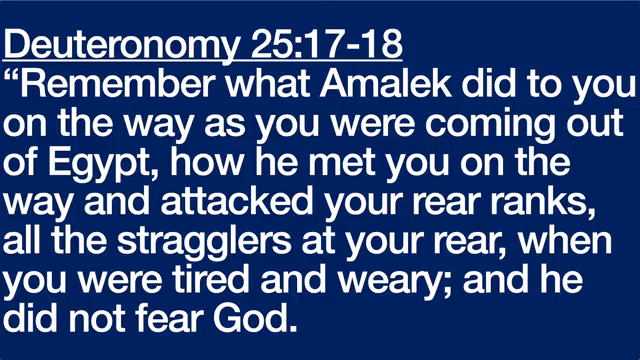 Deuteronomy 25:17-18
“Remember what Amalek did to you
on the way as you were coming out
of Egypt, how he met you on the
way and attacked your rear ranks,
all the stragglers at your rear, when
you were tired and weary; and he
did not fear God.